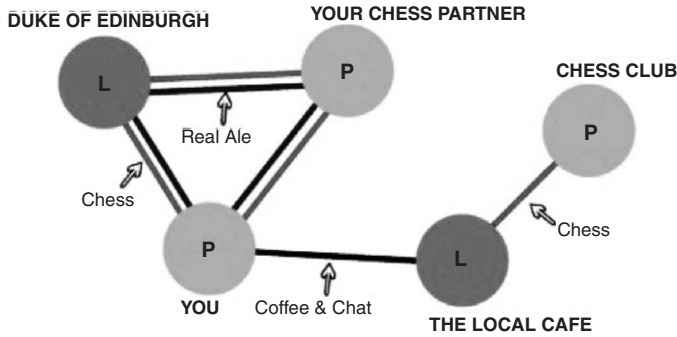 DUKE OF EDINBURGH
YOUR CHESS PARTNER
L
P
CHESS CLUB
P
Real Ale
Chess
P
YOU
Coffee & Chat
L
Chess
THE LOCAL CAFE